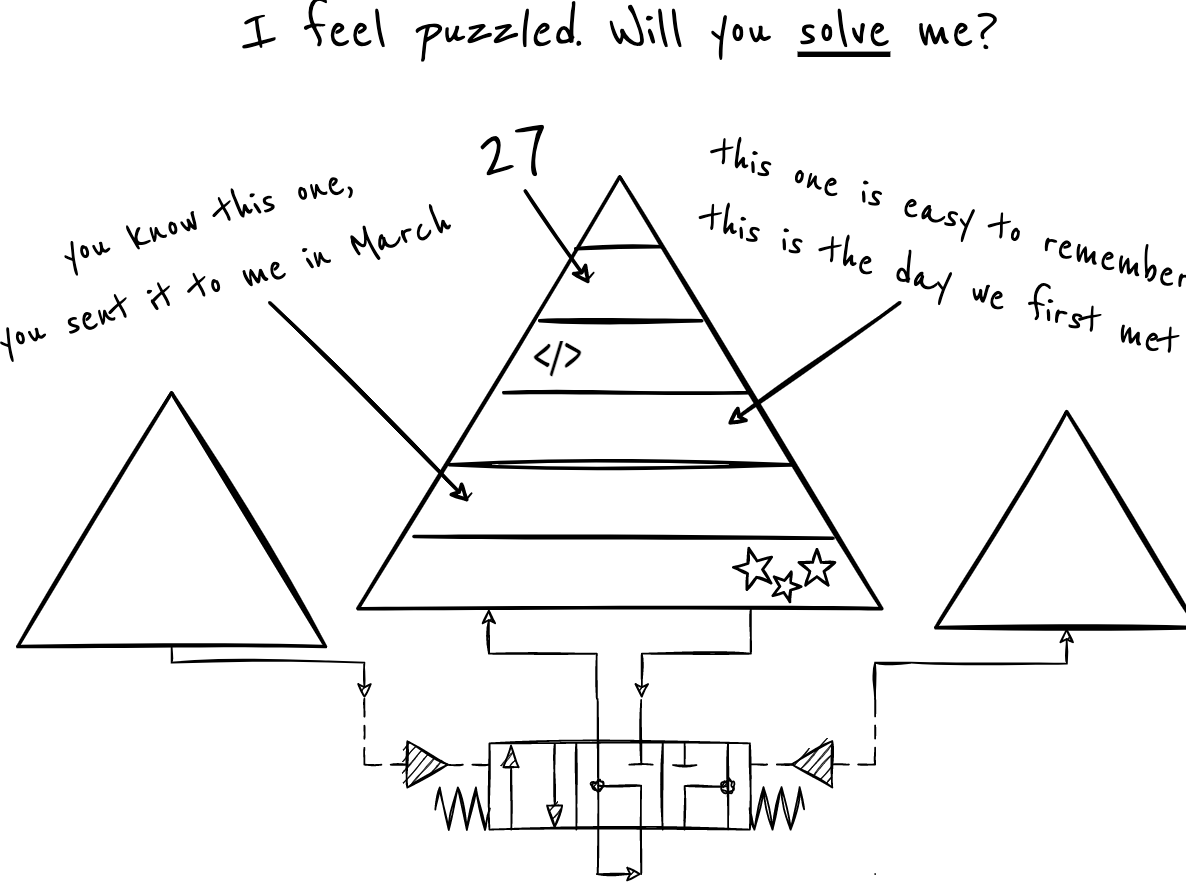 I feel puzzled. Will you solve me?
27
you know this one,
you sent it to me in March
this one is easy to remember
this is the day we first met
</>